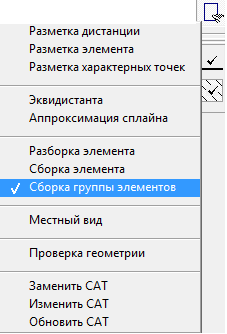 Разметка дистанции
Разметка элемента
Разметка характерных точек
Эквидистанта
Аппроксимация сплайна
Разборка элемента
Сборка элемента
Сборка группы элементов
Местный вид
Проверка геометрии
Заменить САТ
Изменить САТ
Обновить САТ